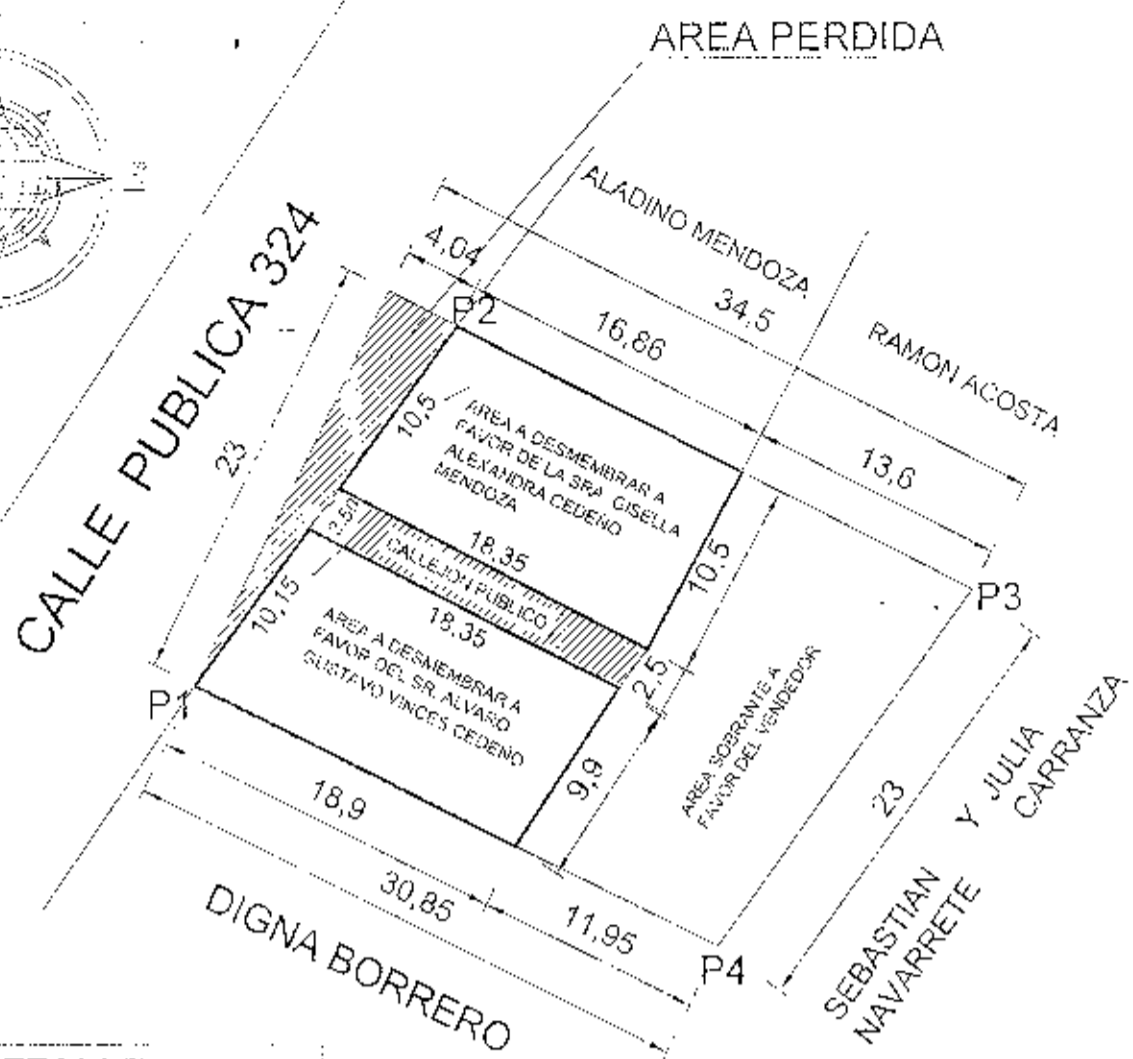 AREA PERDIDA
ALADINO MENDOZA
34.5
RAMON ACOSTA
4,04
16,86
13,6
CALLE PUBLICA 324
23
P2
10,5
AREA A DESMEMBRAR A
FAVOR DE LA SRA GISELLA
ALEXANDRA CEDEÑO
MENDOZA
18.35
10,5
CALLEJON PUBLICO
18.35
2.5
P3
10,15
AREA A DESMEMBRAR A
FAVOR DEL SR. ALVARO
GUSTAVO VINCES CEDEÑO
P1
2.5
9,9
AREA SOBRANTE A
FAVOR DEL VENDEDOR
23
SEBASTIAN Y JULIA
NAVARRETE CARRANZA
18,9
30,85
11,95
P4
DIGNA BORRERO